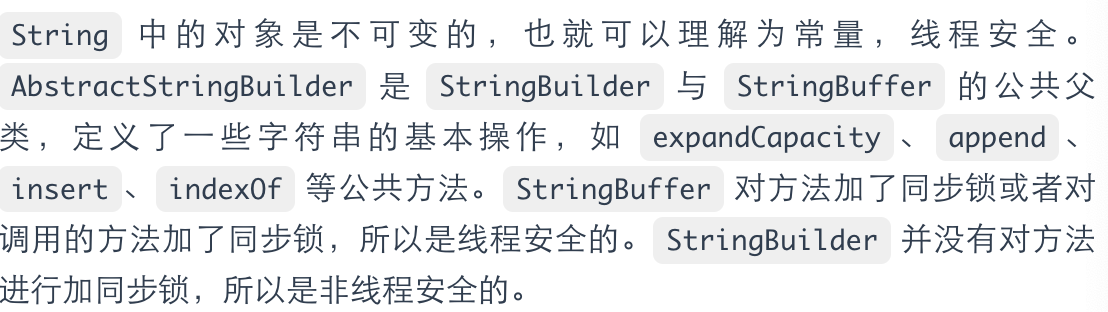 String 中的对象是不可变的，也就可以理解为常量，线程安全。
AbstractStringBuilder 是 StringBuilder 与 StringBuffer 的公共父
类，定义了一些字符串的基本操作，如 expandCapacity、append、
insert、indexOf 等公共方法。StringBuffer 对方法加了同步锁或者对
调用的方法加了同步锁，所以是线程安全的。StringBuilder 并没有对方法
进行加同步锁，所以是非线程安全的。